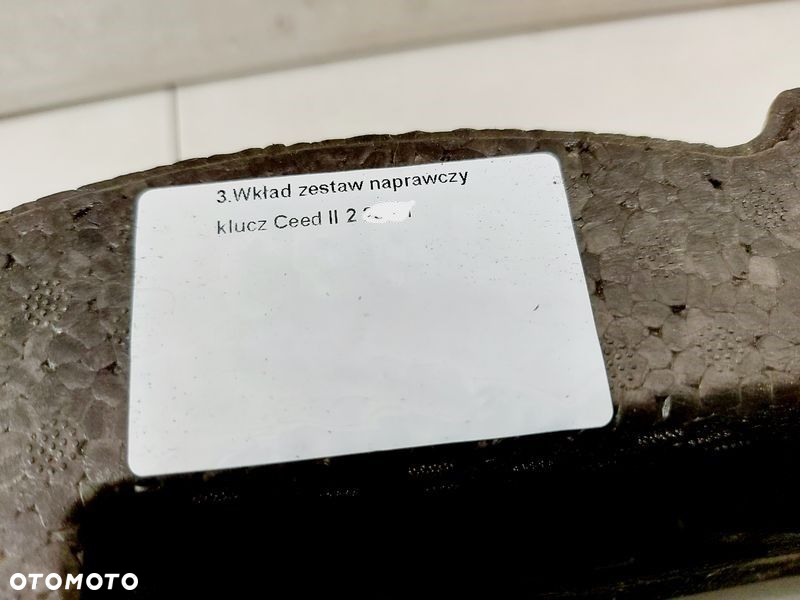 3.Wkład zestaw naprawczy
klucz Ceed II 2
OTOMOTO